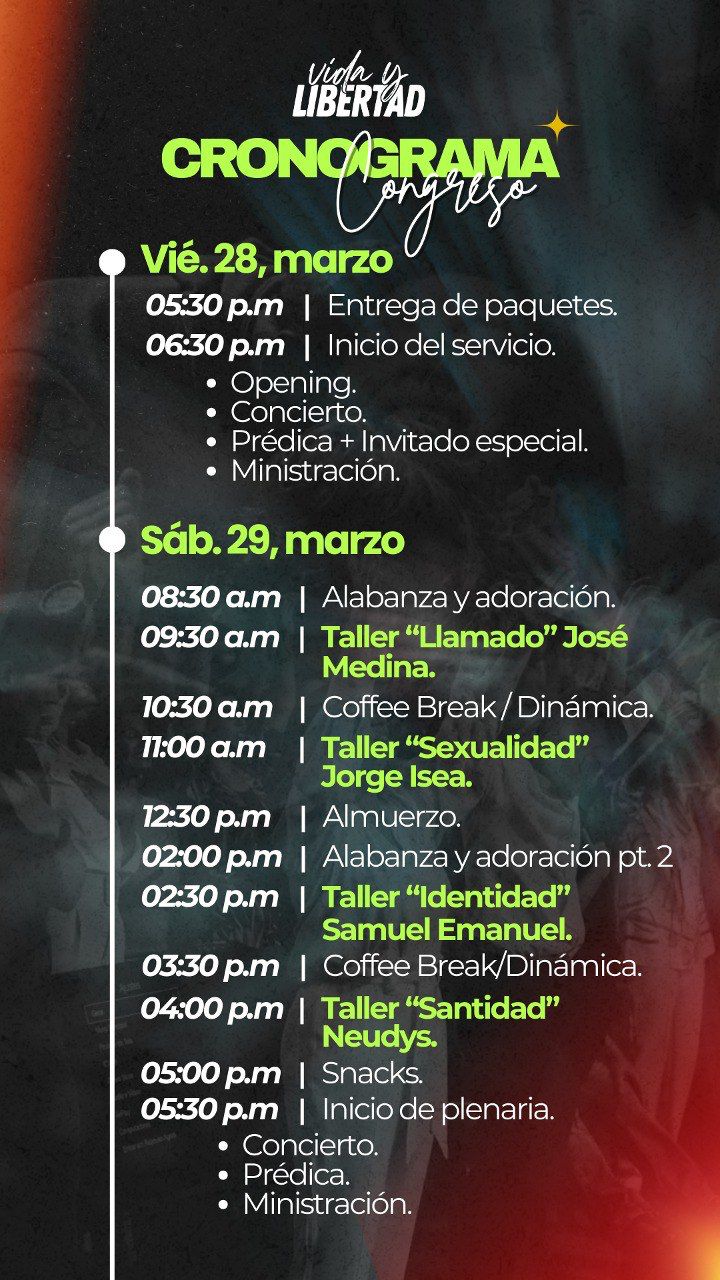 vida y
LIBERTAD
CRONOGRAMA
Congreso
Vié. 28, marzo
05:30 p.m | Entrega de paquetes.
06:30 p.m | Inicio del servicio.
• Opening.
• Concierto.
• Prédica + Invitado especial.
• Ministración.
Sáb. 29, marzo
08:30 a.m | Alabanza y adoración.
09:30 a.m | Taller “Llamado” José
Medina.
10:30 a.m | Coffee Break / Dinámica.
11:00 a.m | Taller “Sexualidad”
Jorge Isea.
12:30 p.m | Almuerzo.
02:00 p.m | Alabanza y adoración pt. 2
02:30 p.m | Taller “Identidad”
Samuel Emanuel.
03:30 p.m | Coffee Break/Dinámica.
04:00 p.m | Taller “Santidad”
Neudys.
05:00 p.m | Snacks.
05:30 p.m | Inicio de plenaria.
• Concierto.
• Prédica.
• Ministración.